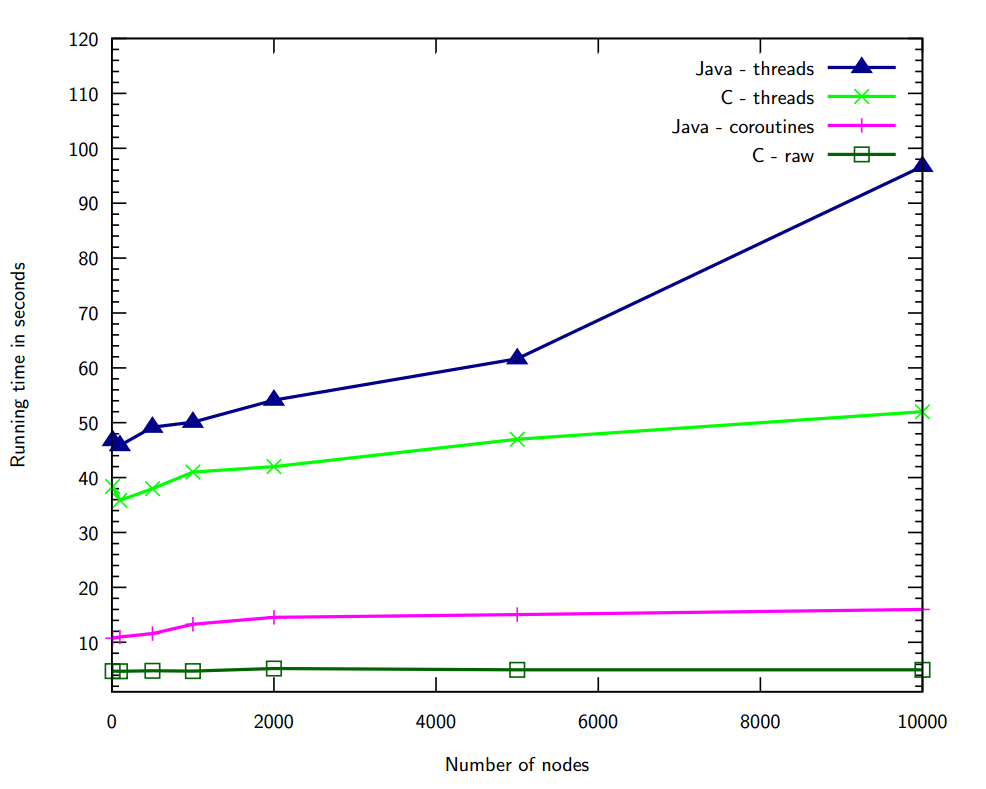 120
110
100
90
80
70
60
50
40
30
20
10
Running time in seconds
Java - threads
C - threads
Java - coroutines
C - raw
0 2000 4000 6000 8000 10000
Number of nodes